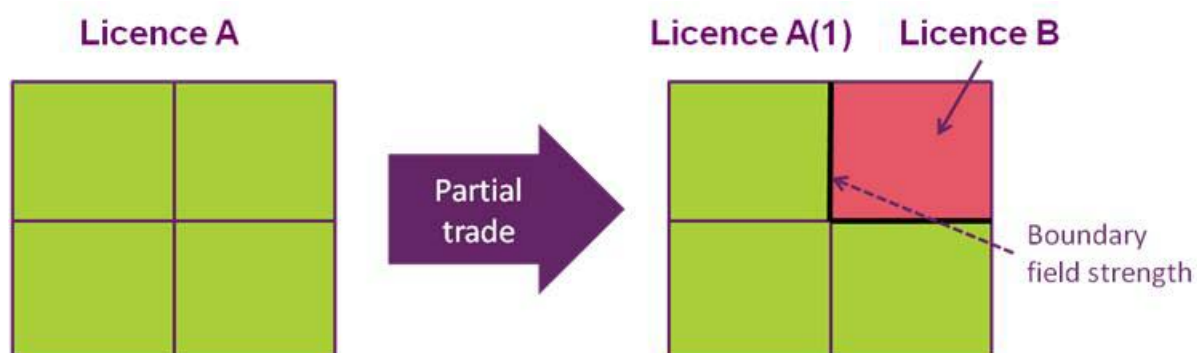 Licence A
Licence A(1)
Licence B
Partial
trade
Boundary
field strength